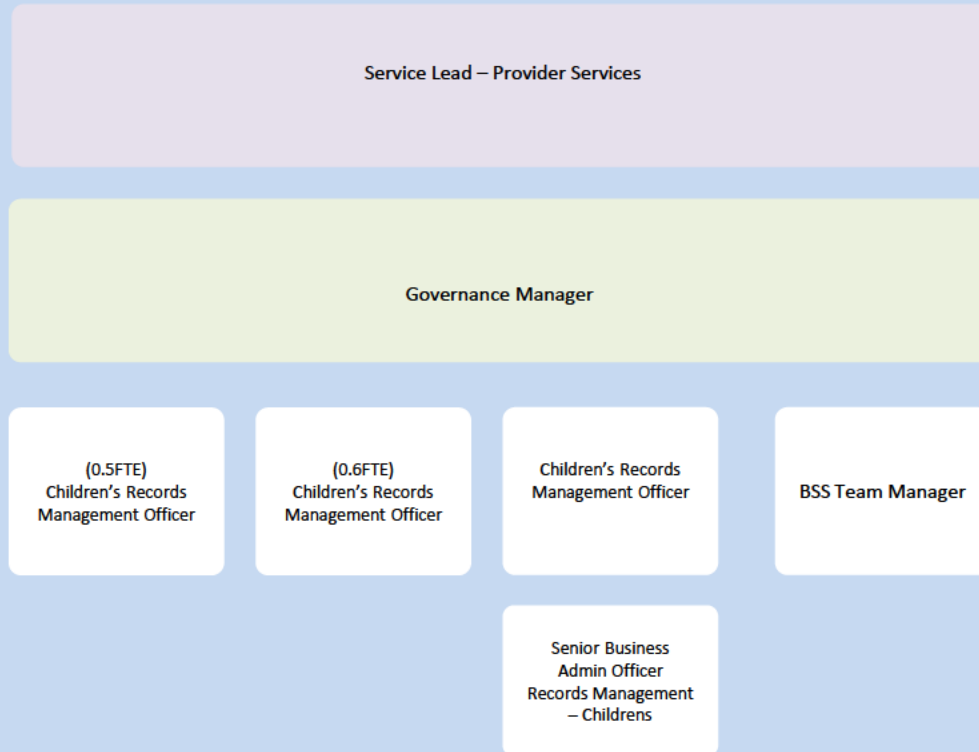 Service Lead – Provider Services
Governance Manager
(0.5FTE)
Children’s Records
Management Officer
(0.6FTE)
Children’s Records
Management Officer
Children’s Records
Management Officer
BSS Team Manager
Senior Business
Admin Officer
Records Management
– Childrens